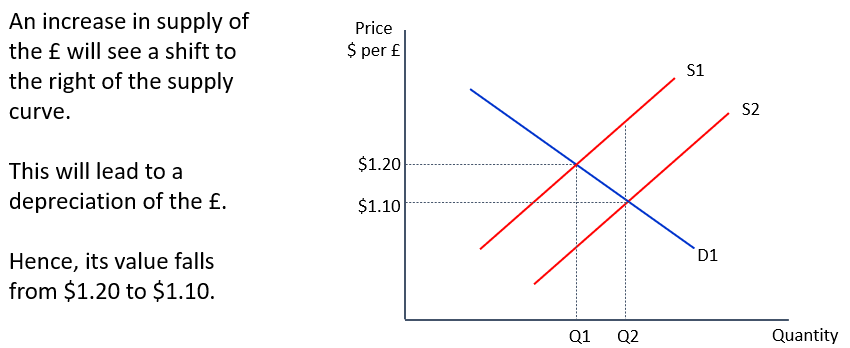 An increase in supply of
the £ will see a shift to
the right of the supply
curve.
This will lead to a
depreciation of the £.
Hence, its value falls
from $1.20 to $1.10.
Price
$ per £
S1
S2
$1.20
$1.10
D1
Q1 Q2
Quantity